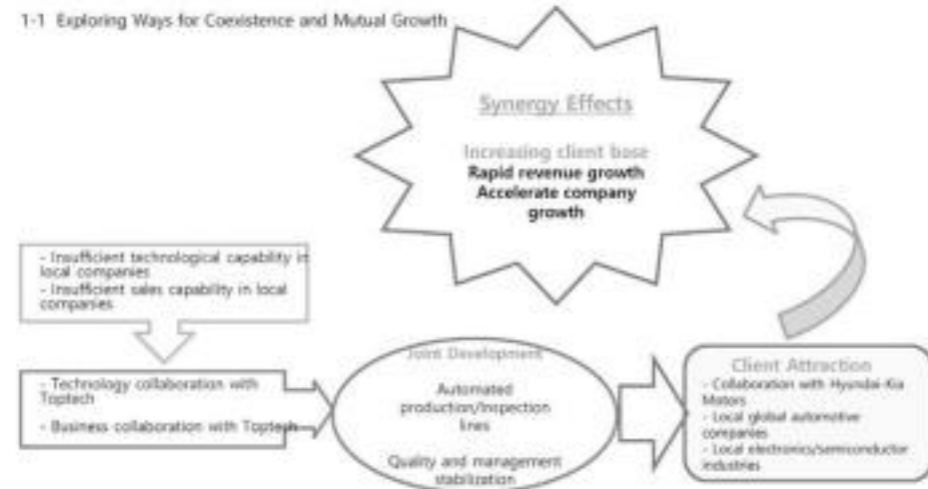 1-1 Exploring Ways for Coexistence and Mutual Growth
Synergy Effects
Increasing client base
Rapid revenue growth
Accelerate company
growth
- Insufficient technological capability in
local companies
- Insufficient sales capability in local
companies
- Technology collaboration with
Toptech
- Business collaboration with Toptech
Joint Development
Automated
production/Inspection
lines
Quality and management
stabilization
Client Attraction
- Collaboration with Hyundai-Kia
Motors
- Local global automotive
companies
- Local electronics/semiconductor
industries